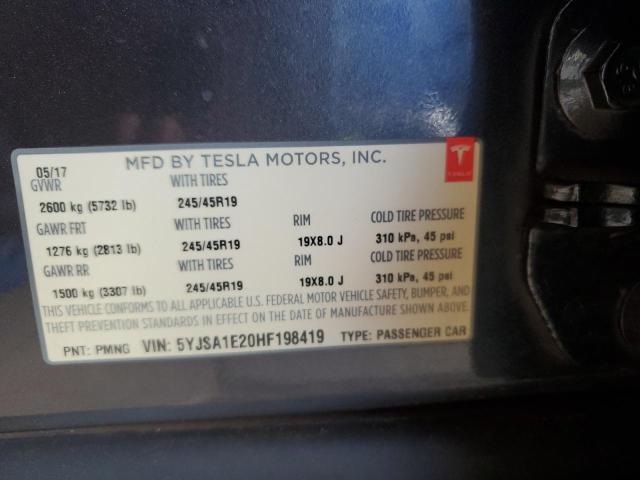 MFD BY TESLA MOTORS, INC.
TESLA
05/17
GVWR WITH TIRES
2600 kg (5732 lb) 245/45R19
GAWR FRT WITH TIRES RIM COLD TIRE PRESSURE
1276 kg (2813 lb) 245/45R19 19X8.0 J 310 kPa, 45 psi
GAWR RR WITH TIRES RIM COLD TIRE PRESSURE
1500 kg (3307 lb) 245/45R19 19X8.0 J 310 kPa, 45 psi
THIS VEHICLE CONFORMS TO ALL APPLICABLE U.S. FEDERAL MOTOR VEHICLE SAFETY, BUMPER, AND
THEFT PREVENTION STANDARDS IN EFFECT ON THE DATE OF MANUFACTURE SHOWN ABOVE.
PNT: PMNG VIN: 5YJSA1E20HF198419 TYPE: PASSENGER CAR